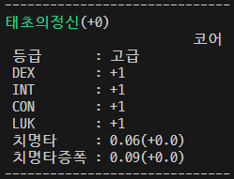 ------------------------------
태초의정신(+0)
코어
등급 : 고급
DEX : +1
INT : +1
CON : +1
LUK : +1
치명타 : 0.06(+0.0)
치명타증폭 : 0.09(+0.0)
------------------------------